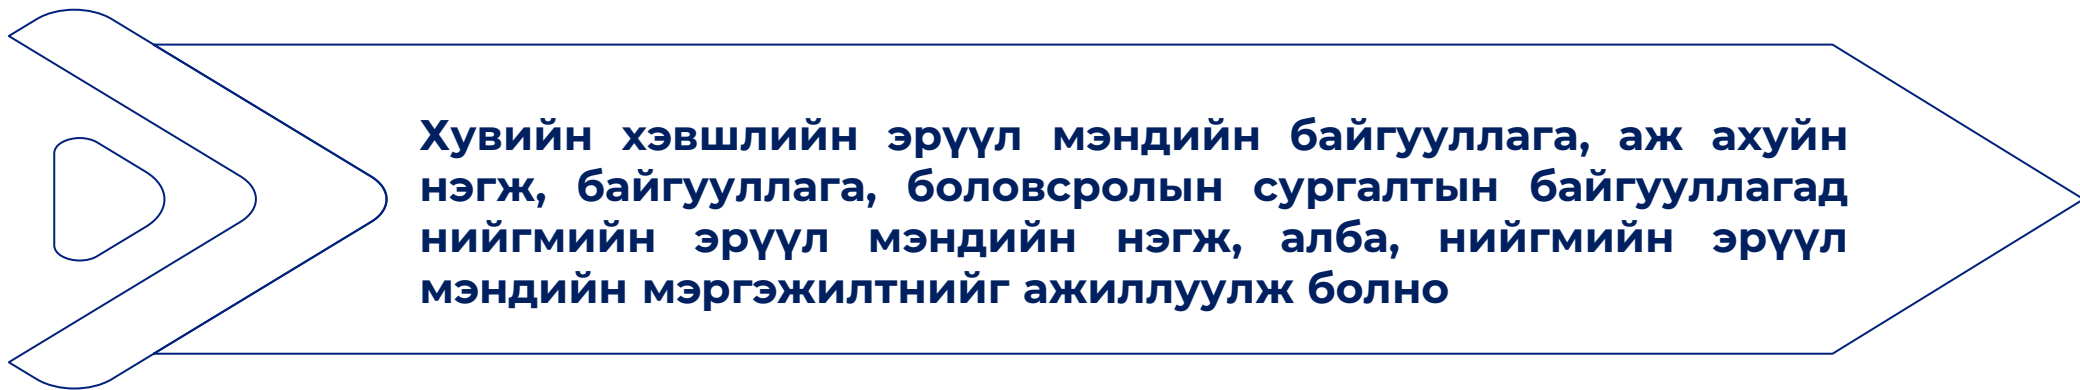 Хувийн хэвшлийн эрүүл мэндийн байгууллага, аж ахуйн
нэгж, байгууллага, боловсролын сургалтын байгууллагад
нийгмийн эрүүл мэндийн нэгж, алба, нийгмийн эрүүл
мэндийн мэргэжилтнийг ажиллуулж болно